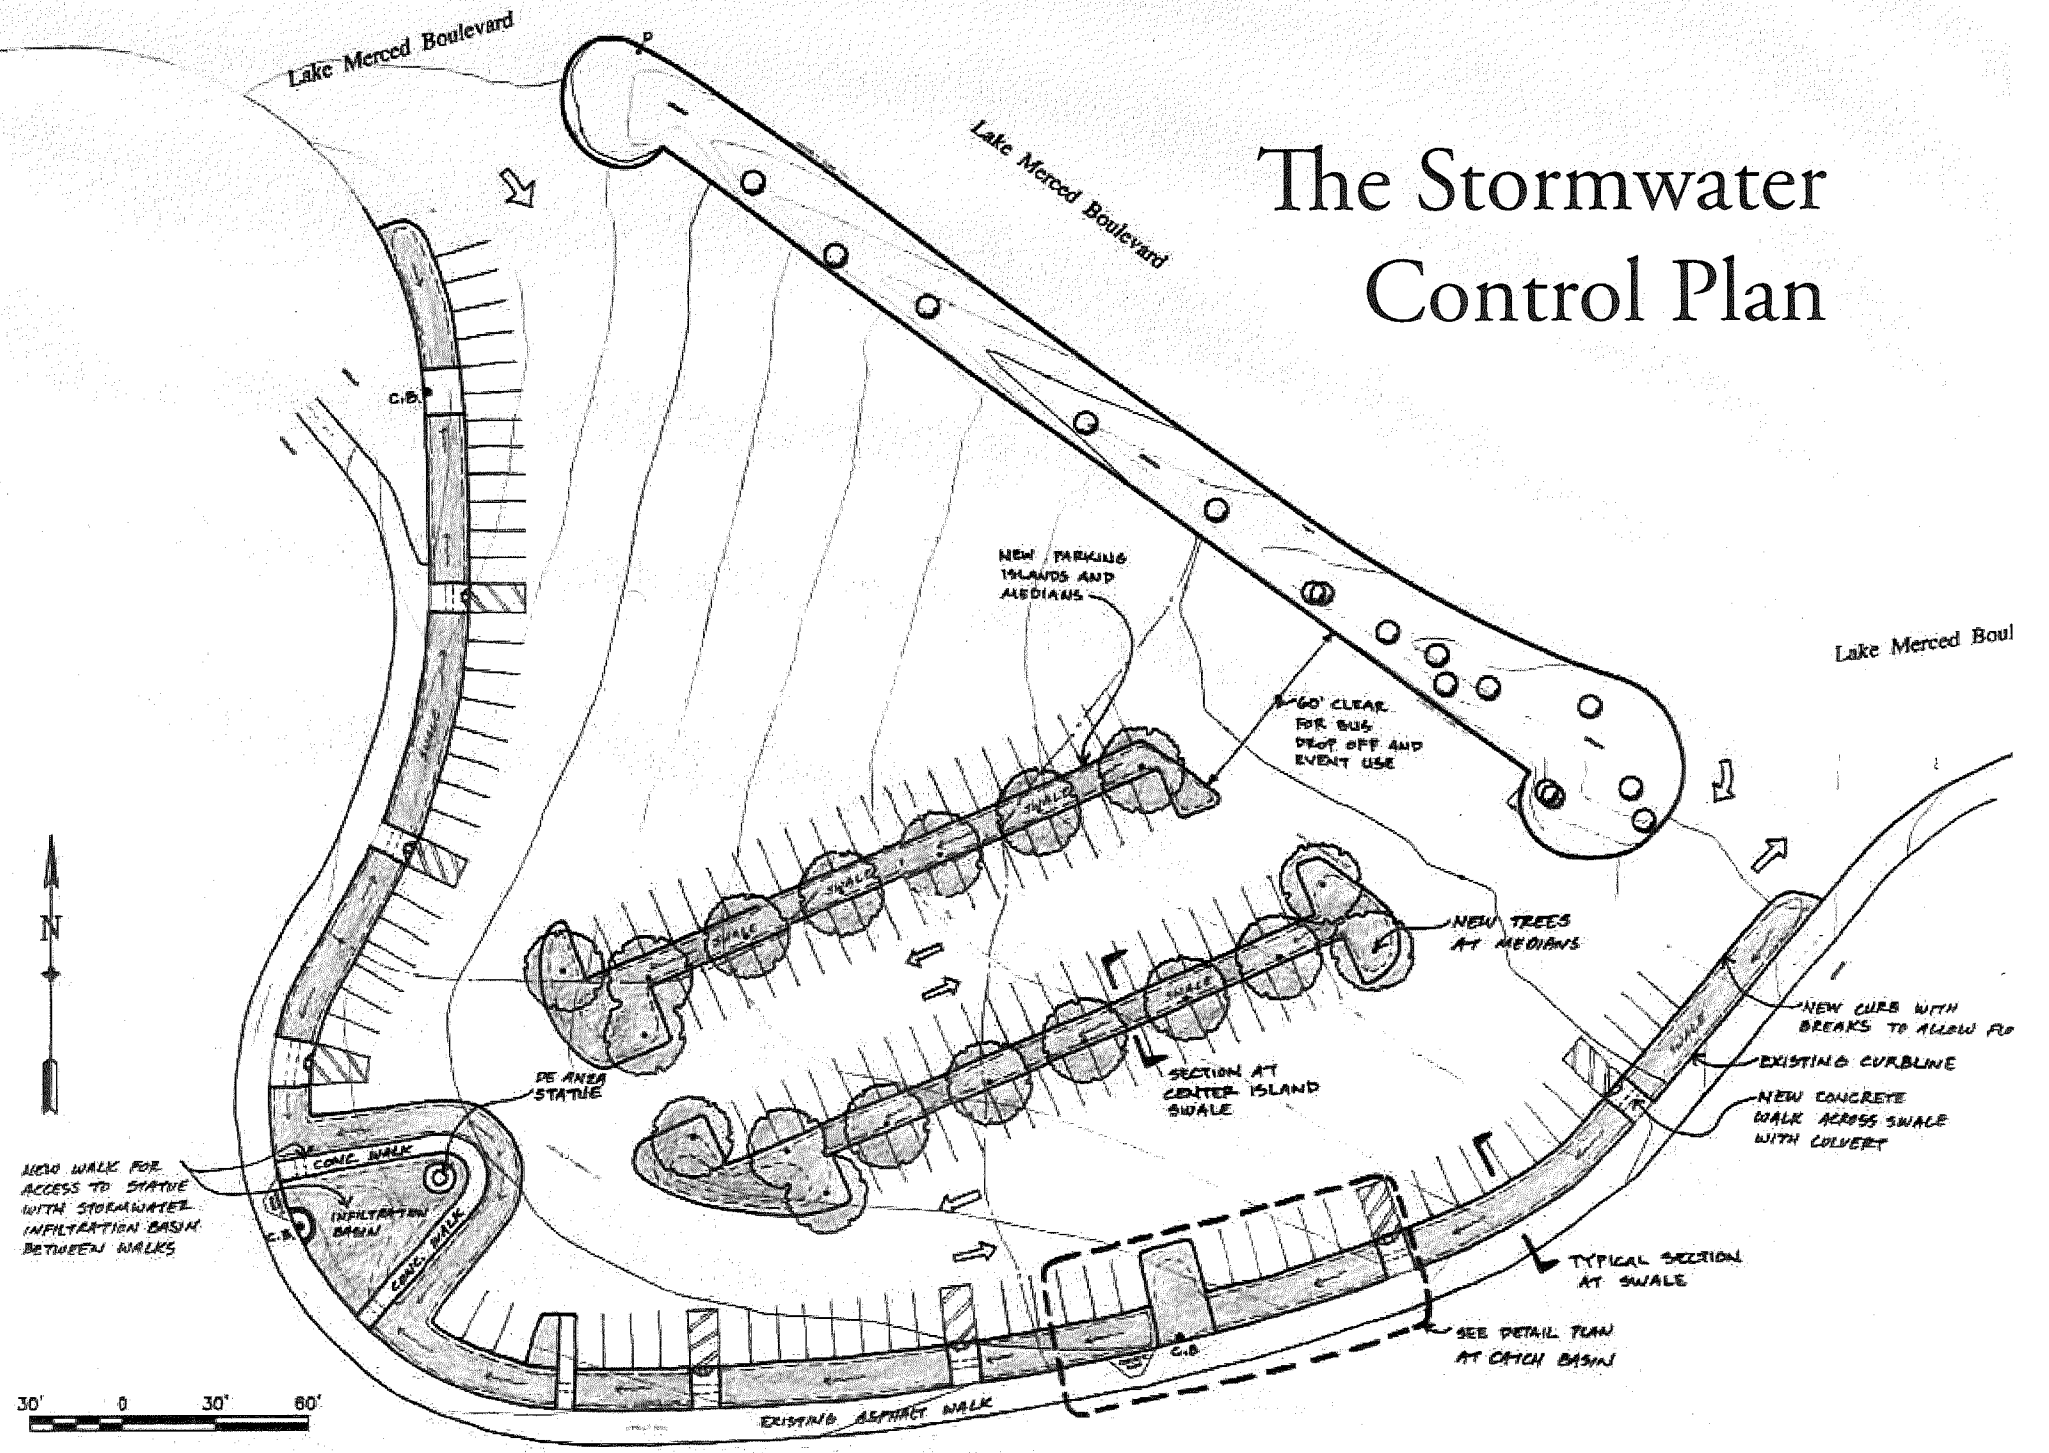 Lake Merced Boulevard
P
Lake Merced Boulevard
The Stormwater
Control Plan
C.B.
NEW PARKING
ISLANDS AND
MEDIANS
Lake Merced Boul
60' CLEAR
FOR BUS
DROP OFF AND
EVENT USE
SWALE
SWALE
SWALE
NEW TREES
AT MEDIANS
SWALE
N
NEW CURB WITH
BREAKS TO ALLOW FLO
SWALE
EXISTING CURBLINE
SECTION AT
CENTER ISLAND
SWALE
DE ANZA
STATUE
NEW CONCRETE
WALK ACROSS SWALE
WITH CULVERT
CONC WALK
NEW WALK FOR
ACCESS TO STATUE
WITH STORMWATER
INFILTRATION BASIN
BETWEEN WALKS
INFILTRATION
BASIN
C.B.
CONC. WALK
TYPICAL SECTION
AT SWALE
SEE DETAIL PLAN
AT CATCH BASIN
C.B.
30' 0 30' 60'
EXISTING ASPHALT WALK